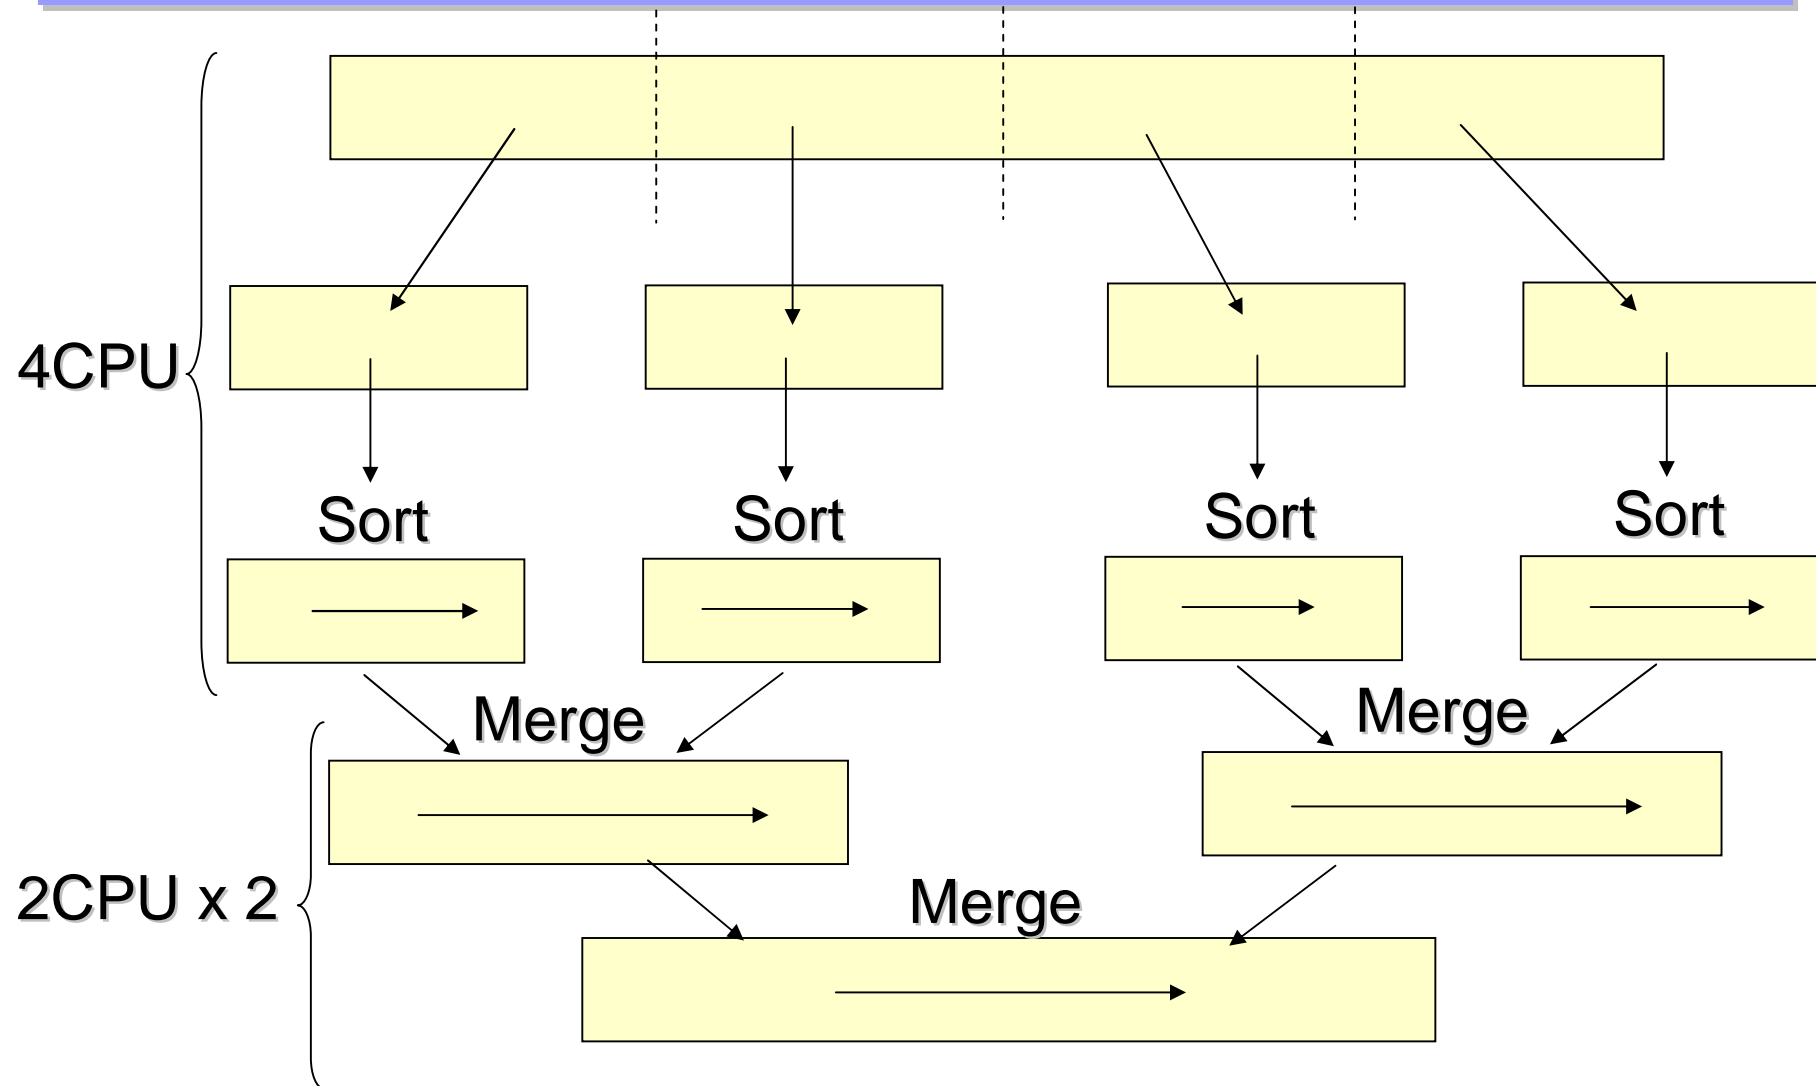 4CPU
Sort
Sort
Sort
Sort
Merge
Merge
2CPU x 2
Merge